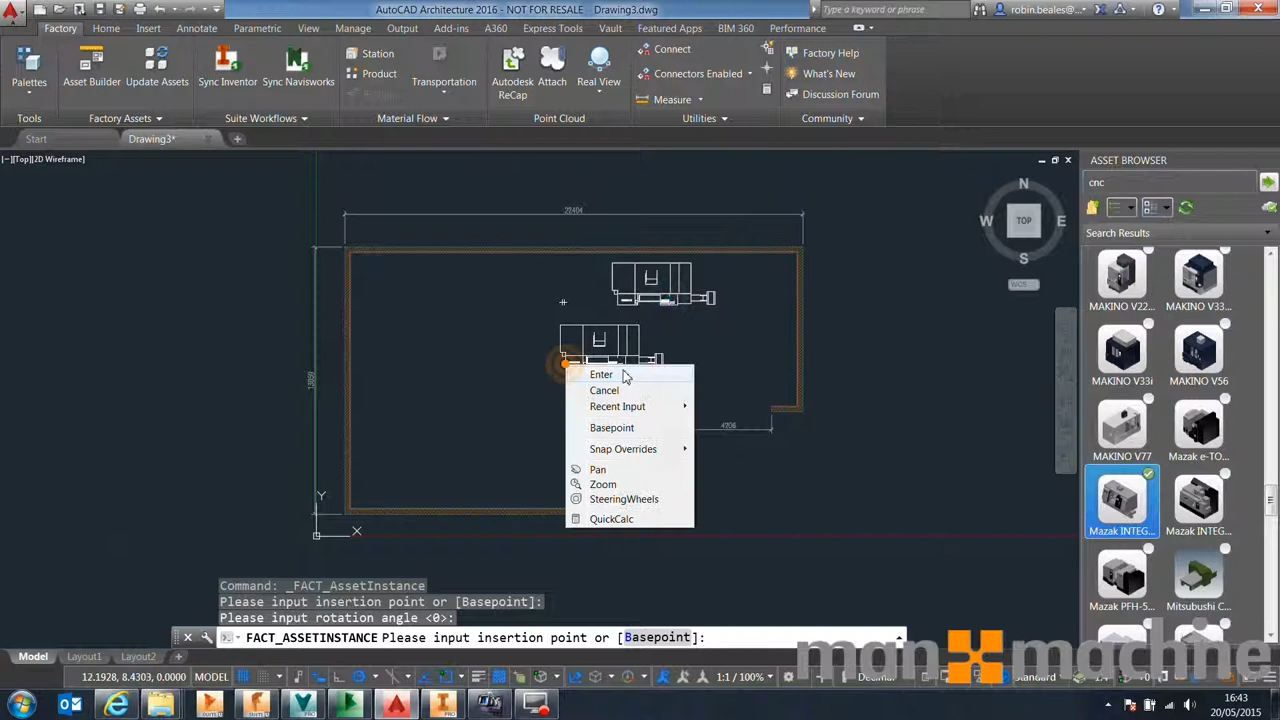 AutoCAD Architecture 2016 - NOT FOR RESALE    Drawing3.dwg
Type a keyword or phrase
robin.beales@...
Factory Home Insert Annotate Parametric View Manage Output Add-ins A360 Express Tools Vault Featured Apps BIM 360 Performance
Palettes
Asset Builder
Update Assets
Sync Inventor
Sync Navisworks
Station
Product
Transportation
Autodesk
ReCap
Attach
Real View
Connect
Connectors Enabled
Measure
Factory Help
What's New
Discussion Forum
Tools
Factory Assets
Suite Workflows
Material Flow
Point Cloud
Utilities
Community
Start
Drawing3*
[−][Top][2D Wireframe]
22404
N
W
TOP
E
S
WCS
4706
Y
X
Enter
Cancel
Recent Input
Basepoint
Snap Overrides
Pan
Zoom
SteeringWheels
QuickCalc
ASSET BROWSER
cnc
Search Results
MAKINO V22...
MAKINO V33...
MAKINO V33i
MAKINO V56
MAKINO V77
Mazak e-TO...
Mazak INTEG...
Mazak INTEG...
Mazak PFH-5...
Mitsubushi C...
Command: _FACT_AssetInstance
Please input insertion point or [Basepoint]:
Please input rotation angle <0>:
FACT_ASSETINSTANCE Please input insertion point or [Basepoint]:
man machine
Model Layout1 Layout2
12.1928, 8.4303, 0.0000 MODEL
1:1 / 100%
Decimal
Standard
16:43
20/05/2015